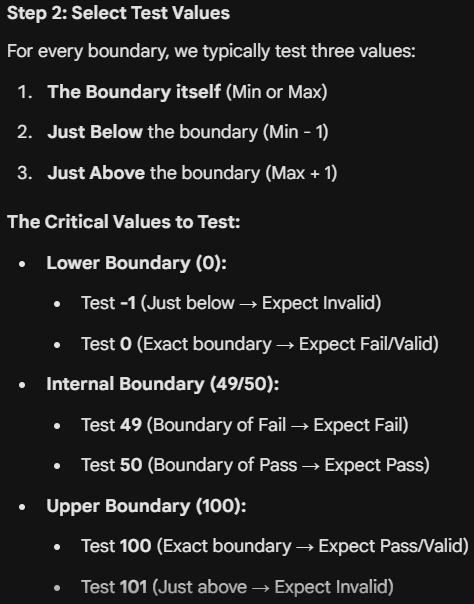 Step 2: Select Test Values
For every boundary, we typically test three values:
1. The Boundary itself (Min or Max)
2. Just Below the boundary (Min - 1)
3. Just Above the boundary (Max + 1)
The Critical Values to Test:
• Lower Boundary (0):
• Test -1 (Just below → Expect Invalid)
• Test 0 (Exact boundary → Expect Fail/Valid)
• Internal Boundary (49/50):
• Test 49 (Boundary of Fail → Expect Fail)
• Test 50 (Boundary of Pass → Expect Pass)
• Upper Boundary (100):
• Test 100 (Exact boundary → Expect Pass/Valid)
• Test 101 (Just above → Expect Invalid)